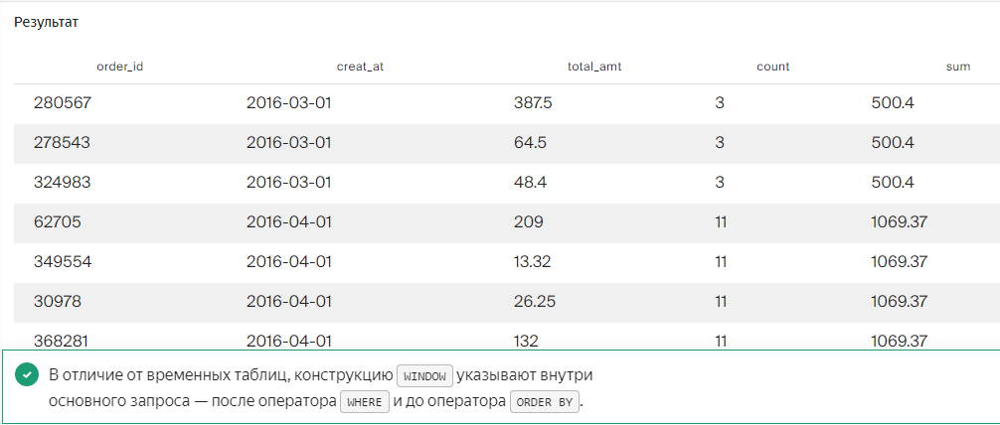 Результат
order_id creat_at total_amt count sum
280567 2016-03-01 387.5 3 500.4
278543 2016-03-01 64.5 3 500.4
324983 2016-03-01 48.4 3 500.4
62705 2016-04-01 209 11 1069.37
349554 2016-04-01 13.32 11 1069.37
30978 2016-04-01 26.25 11 1069.37
368281 2016-04-01 132 11 1069.37
В отличие от временных таблиц, конструкцию WINDOW указывают внутри
основного запроса — после оператора WHERE и до оператора ORDER BY.